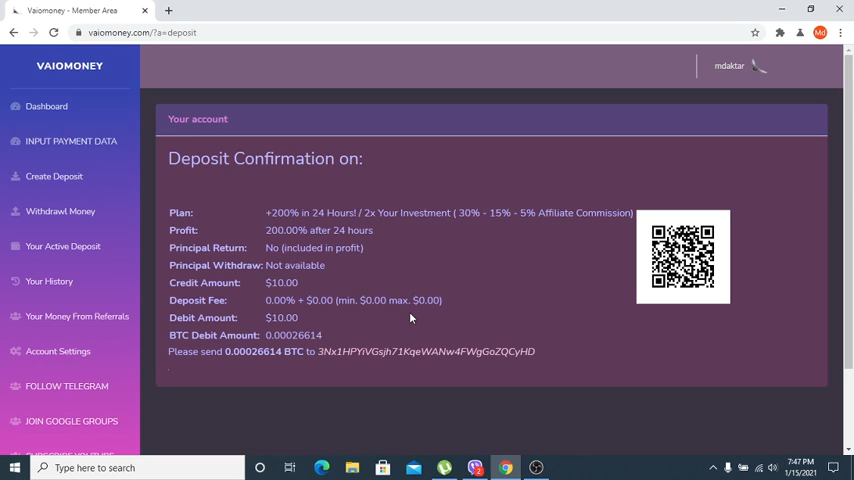 Vaiomoney - Member Area
vaiomoney.com/?a=deposit
Md
VAIOMONEY
mdaktar
Dashboard
INPUT PAYMENT DATA
Create Deposit
Withdrawl Money
Your Active Deposit
Your History
Your Money From Referrals
Account Settings
FOLLOW TELEGRAM
JOIN GOOGLE GROUPS
SUBSCRIBE YOUTUBE
Your account
Deposit Confirmation on:
Plan: +200% in 24 Hours! / 2x Your Investment ( 30% - 15% - 5% Affiliate Commission)
Profit: 200.00% after 24 hours
Principal Return: No (included in profit)
Principal Withdraw: Not available
Credit Amount: $10.00
Deposit Fee: 0.00% + $0.00 (min. $0.00 max. $0.00)
Debit Amount: $10.00
BTC Debit Amount: 0.00026614
Please send 0.00026614 BTC to 3Nx1HPYiVGsjh71KqeWANw4FWgGoZQCyHD
.
Type here to search
2
7:47 PM
1/15/2021